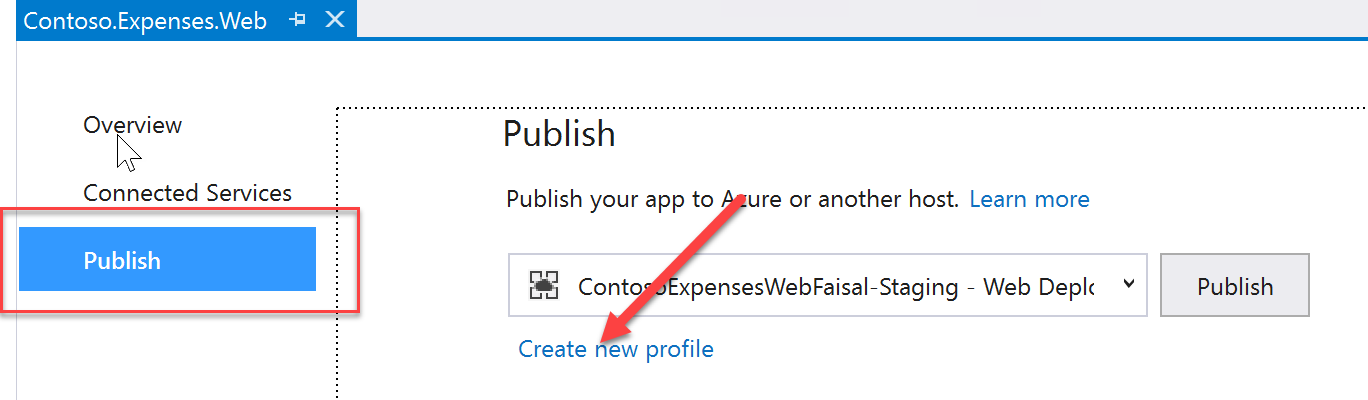 Contoso.Expenses.Web
Overview
Connected Services
Publish
Publish
Publish your app to Azure or another host. Learn more
ContosoExpensesWebFaisal-Staging - Web Deplo
Publish
Create new profile